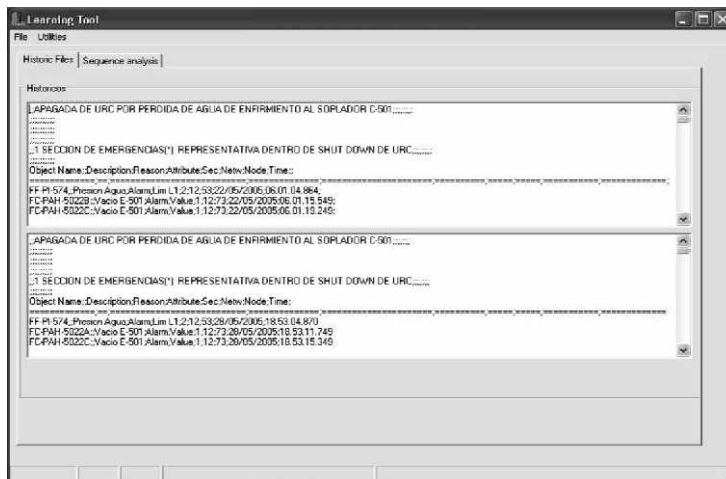 Learning Tool
File Utilities
Historic Files Sequence analysis
Historicos
;;APAGADA DE URC POR PERDIDA DE AGUA DE ENFIRMIENTO AL SOPLADOR C-501;;;;;;;
;;;;;;;;;
;;;;;;;;;
;;;;;;;;;
;;1 SECCION DE EMERGENCIAS(*) REPRESENTATIVA DENTRO DE SHUT DOWN DE URC;;;;;;;
;;;;;;;;;
Object Name;;Description;Reason;Attribute;Sec;Netw;Node;Time;;
FF-PI-574;;Presion Agua;Alarm;Lim L1;2;12;53;22/05/2005;06.01.04.864;
FC-PAH-5022B;;Vacio E-501;Alarm;Value;1;12;73;22/05/2005;06.01.15.549;
FC-PAH-5022C;;Vacio E-501;Alarm;Value;1;12;73;22/05/2005;06.01.19.249;
;;APAGADA DE URC POR PERDIDA DE AGUA DE ENFIRMIENTO AL SOPLADOR C-501;;;;;;;
;;;;;;;;;
;;;;;;;;;
;;;;;;;;;
;;1 SECCION DE EMERGENCIAS(*) REPRESENTATIVA DENTRO DE SHUT DOWN DE URC;;;;;;;
;;;;;;;;;
Object Name;;Description;Reason;Attribute;Sec;Netw;Node;Time;
FF-PI-574;;Presion Agua;Alarm;Lim L1;2;12;53;28/05/2005;18.53.04.870
FC-PAH-5022A;;Vacio E-501;Alarm;Value;1;12;73;28/05/2005;18.53.11.749
FC-PAH-5022C;;Vacio E-501;Alarm;Value;1;12;73;28/05/2005;18.53.15.349